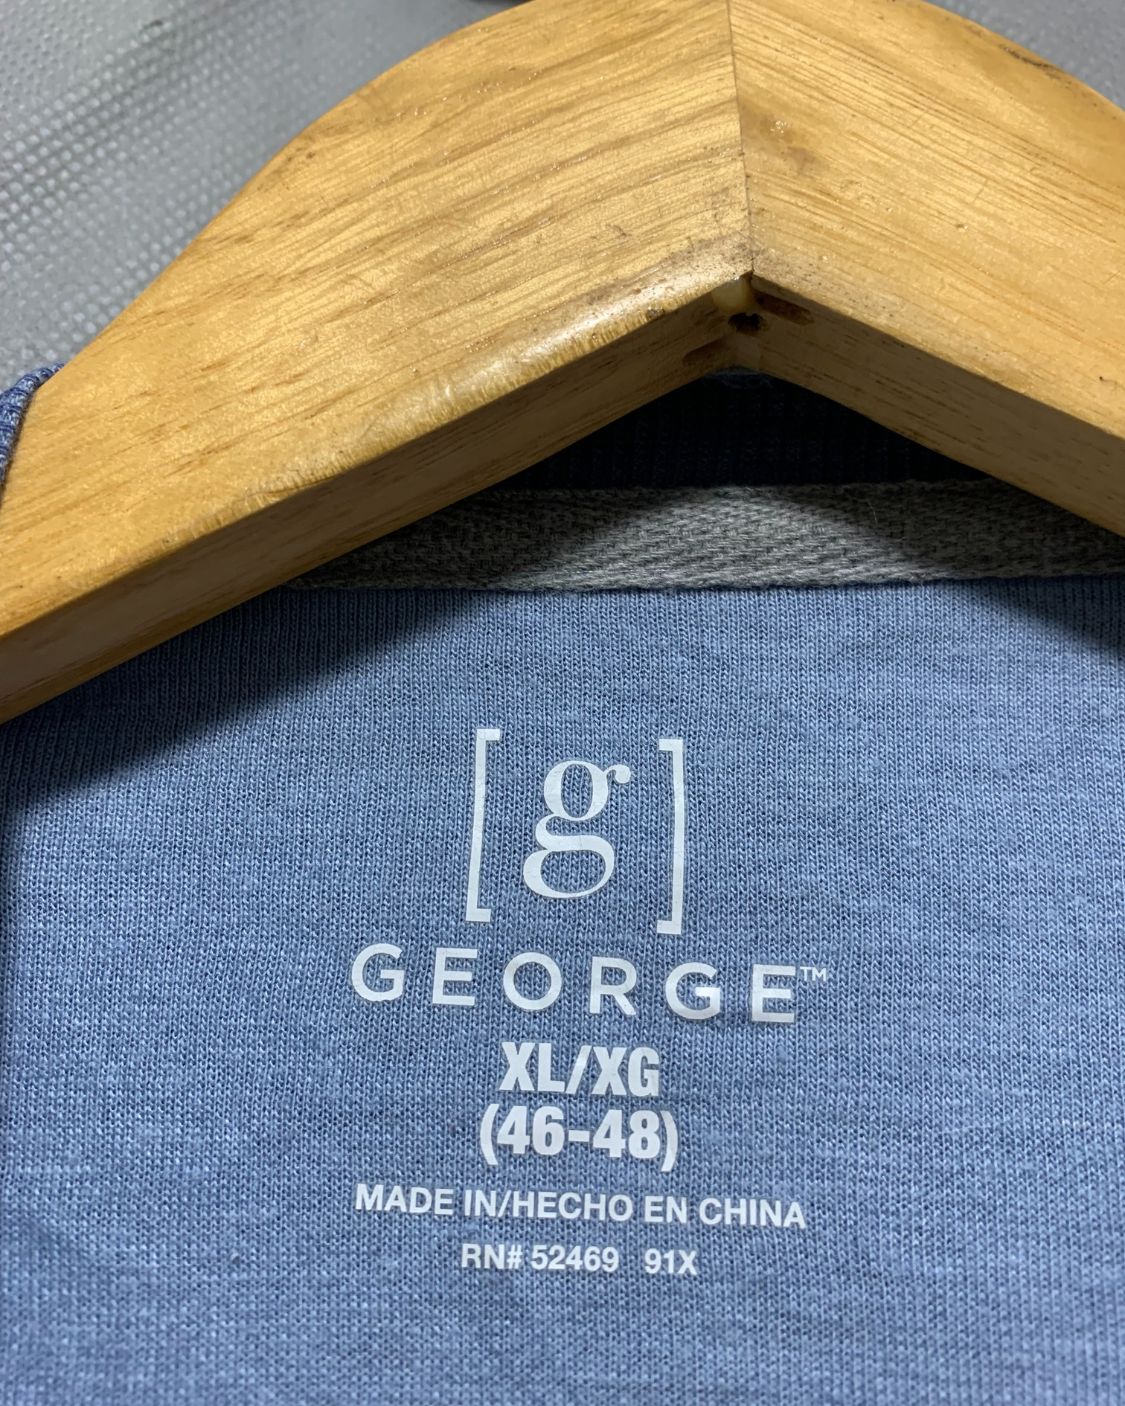 [g]
GEORGE™
XL/XG
(46-48)
MADE IN/HECHO EN CHINA
RN# 52469 91X